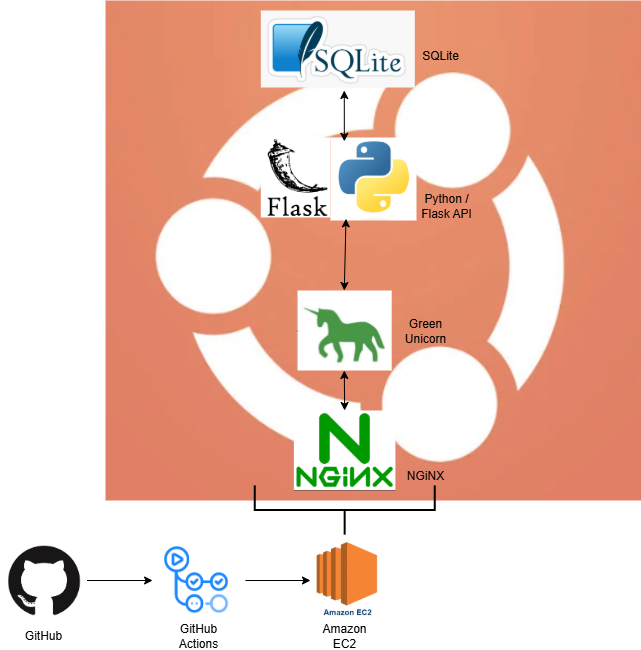 SQLite
SQLite
Flask
Python /
Flask API
Green
Unicorn
NGiNX
NGiNX
Amazon EC2
GitHub
GitHub
Actions
Amazon
EC2